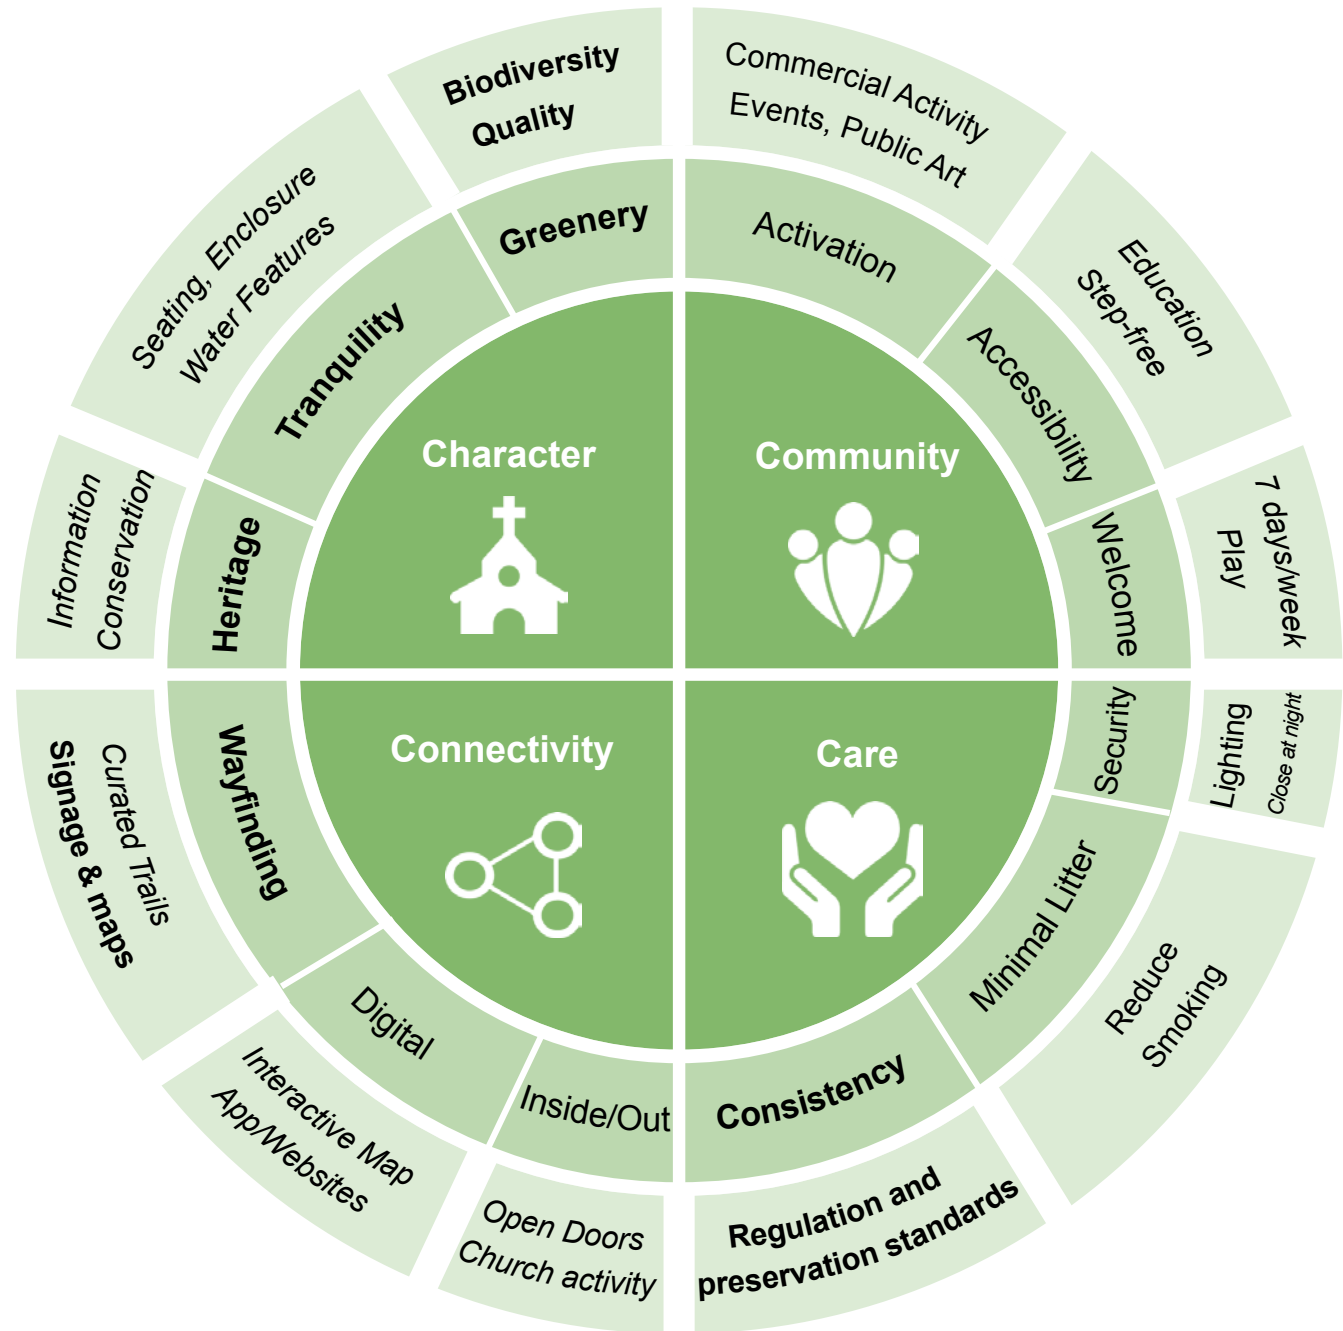 Biodiversity
Quality
Commercial Activity
Events, Public Art
Seating, Enclosure
Water Features
Greenery
Activation
Education
Step-free
Tranquility
Accessibility
Information
Conservation
Heritage
Character
Community
Welcome
7 days/week
Play
Curated Trails
Signage & maps
Wayfinding
Connectivity
Care
Security
Lighting
Close at night
Digital
Minimal Litter
Reduce
Smoking
Interactive Map
App/Websites
Inside/Out
Consistency
Open Doors
Church activity
Regulation and
preservation standards